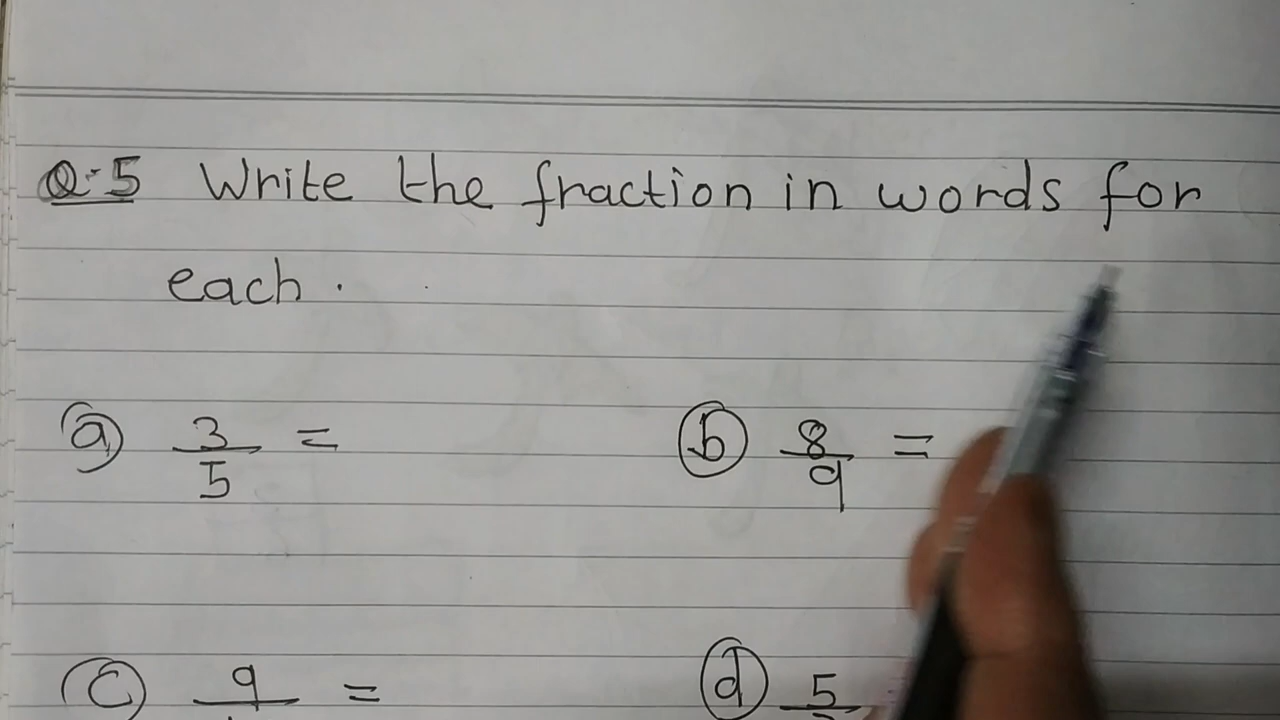 Q.5 Write the fraction in words for
each.
(a) 3/5 =
(b) 8/9 =
(c) 9/ =
(d) 5/